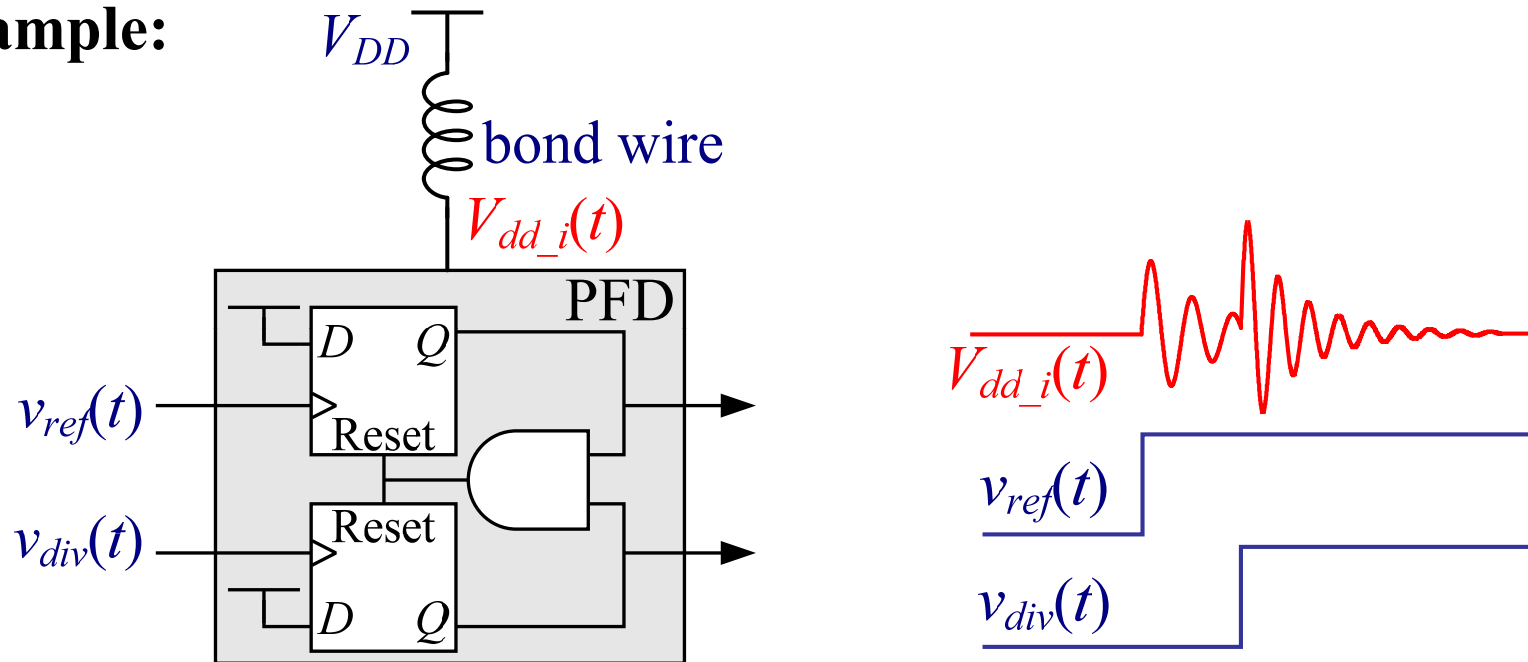 ample:
V_DD
bond wire
V_dd_i(t)
PFD
D Q
v_ref(t)
Reset
Reset
v_div(t)
D Q
V_dd_i(t)
v_ref(t)
v_div(t)